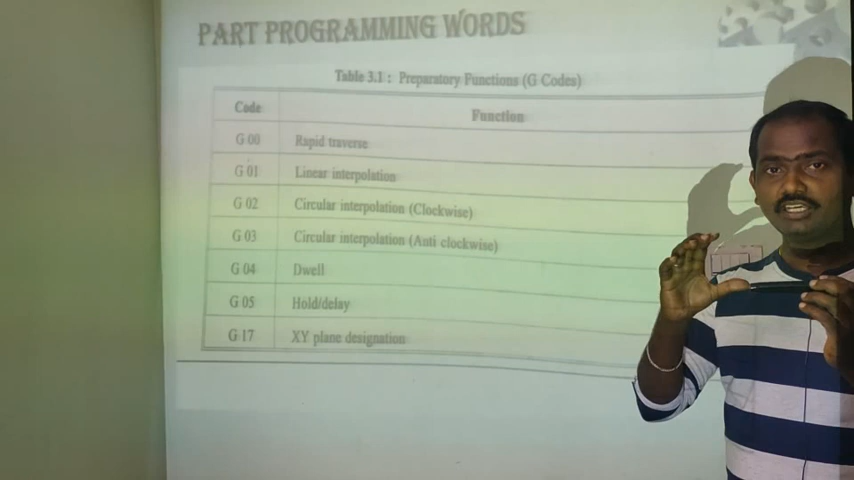 PART PROGRAMMING WORDS
Table 3.1 : Preparatory Functions (G Codes)
Code Function
G 00 Rapid traverse
G 01 Linear interpolation
G 02 Circular interpolation (Clockwise)
G 03 Circular interpolation (Anti clockwise)
G 04 Dwell
G 05 Hold/delay
G 17 XY plane designation